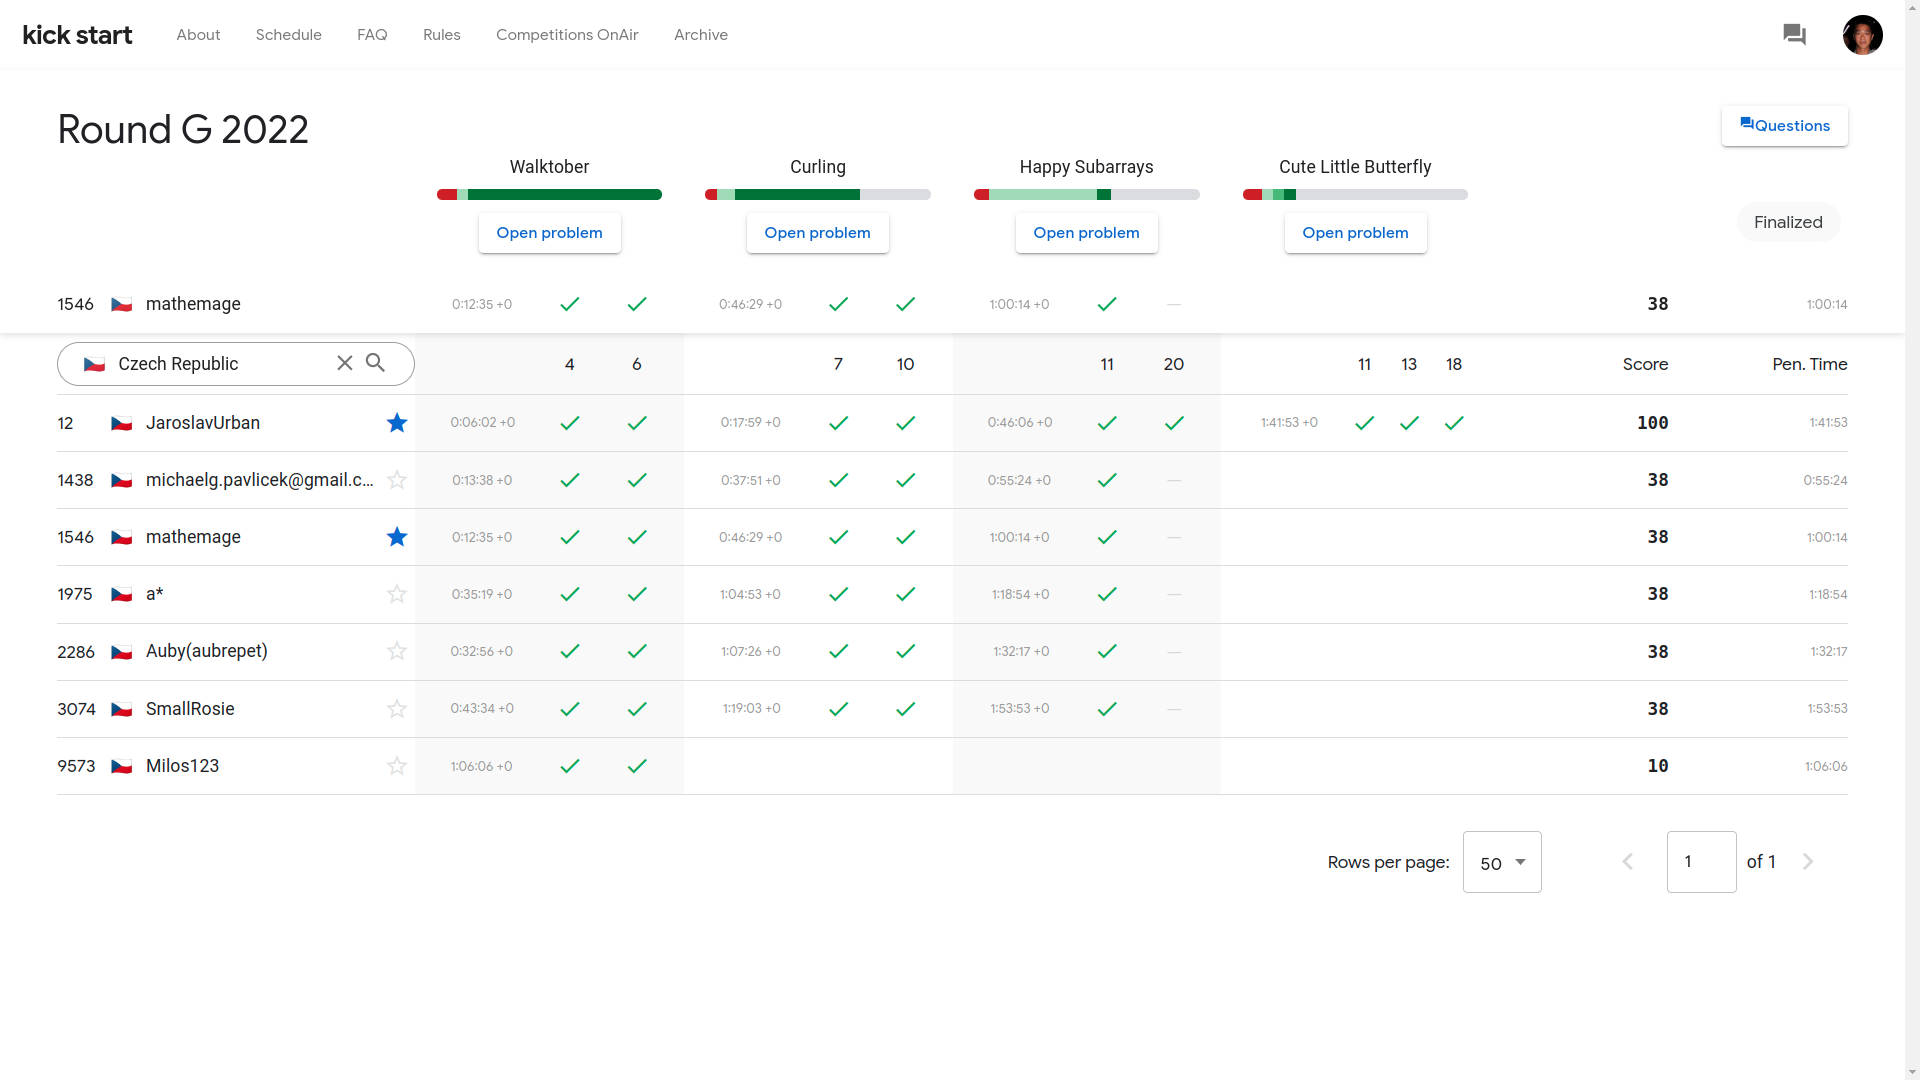 kick start About Schedule FAQ Rules Competitions OnAir Archive
Round G 2022
Questions
Walktober Curling Happy Subarrays Cute Little Butterfly
Open problem Open problem Open problem Open problem
Finalized
1546 mathemage 0:12:35 +0 0:46:29 +0 1:00:14 +0 — 38 1:00:14
Czech Republic 4 6 7 10 11 20 11 13 18 Score Pen. Time
12 JaroslavUrban 0:06:02 +0 0:17:59 +0 0:46:06 +0 1:41:53 +0 100 1:41:53
1438 michaelg.pavlicek@gmail.c... 0:13:38 +0 0:37:51 +0 0:55:24 +0 — 38 0:55:24
1546 mathemage 0:12:35 +0 0:46:29 +0 1:00:14 +0 — 38 1:00:14
1975 a* 0:35:19 +0 1:04:53 +0 1:18:54 +0 — 38 1:18:54
2286 Auby(aubrepet) 0:32:56 +0 1:07:26 +0 1:32:17 +0 — 38 1:32:17
3074 SmallRosie 0:43:34 +0 1:19:03 +0 1:53:53 +0 — 38 1:53:53
9573 Milos123 1:06:06 +0 10 1:06:06
Rows per page: 50 1 of 1